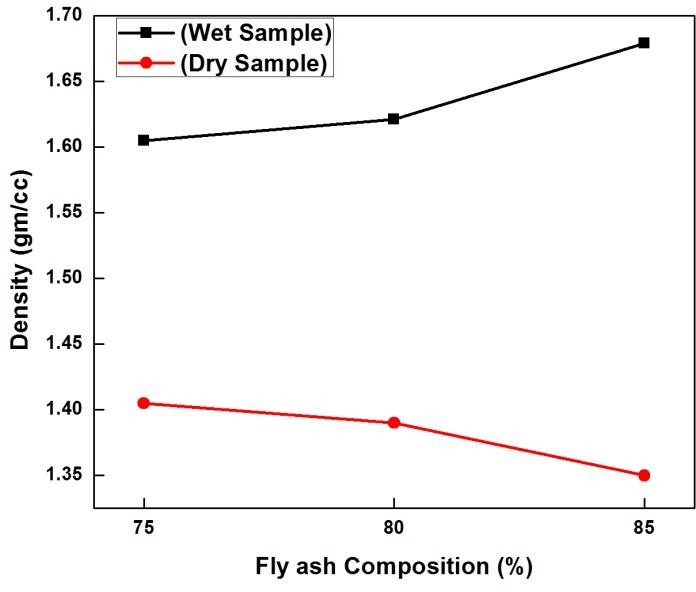 1.70
(Wet Sample)
(Dry Sample)
1.65
1.60
1.55
1.50
1.45
1.40
1.35
Density (gm/cc)
75 80 85
Fly ash Composition (%)